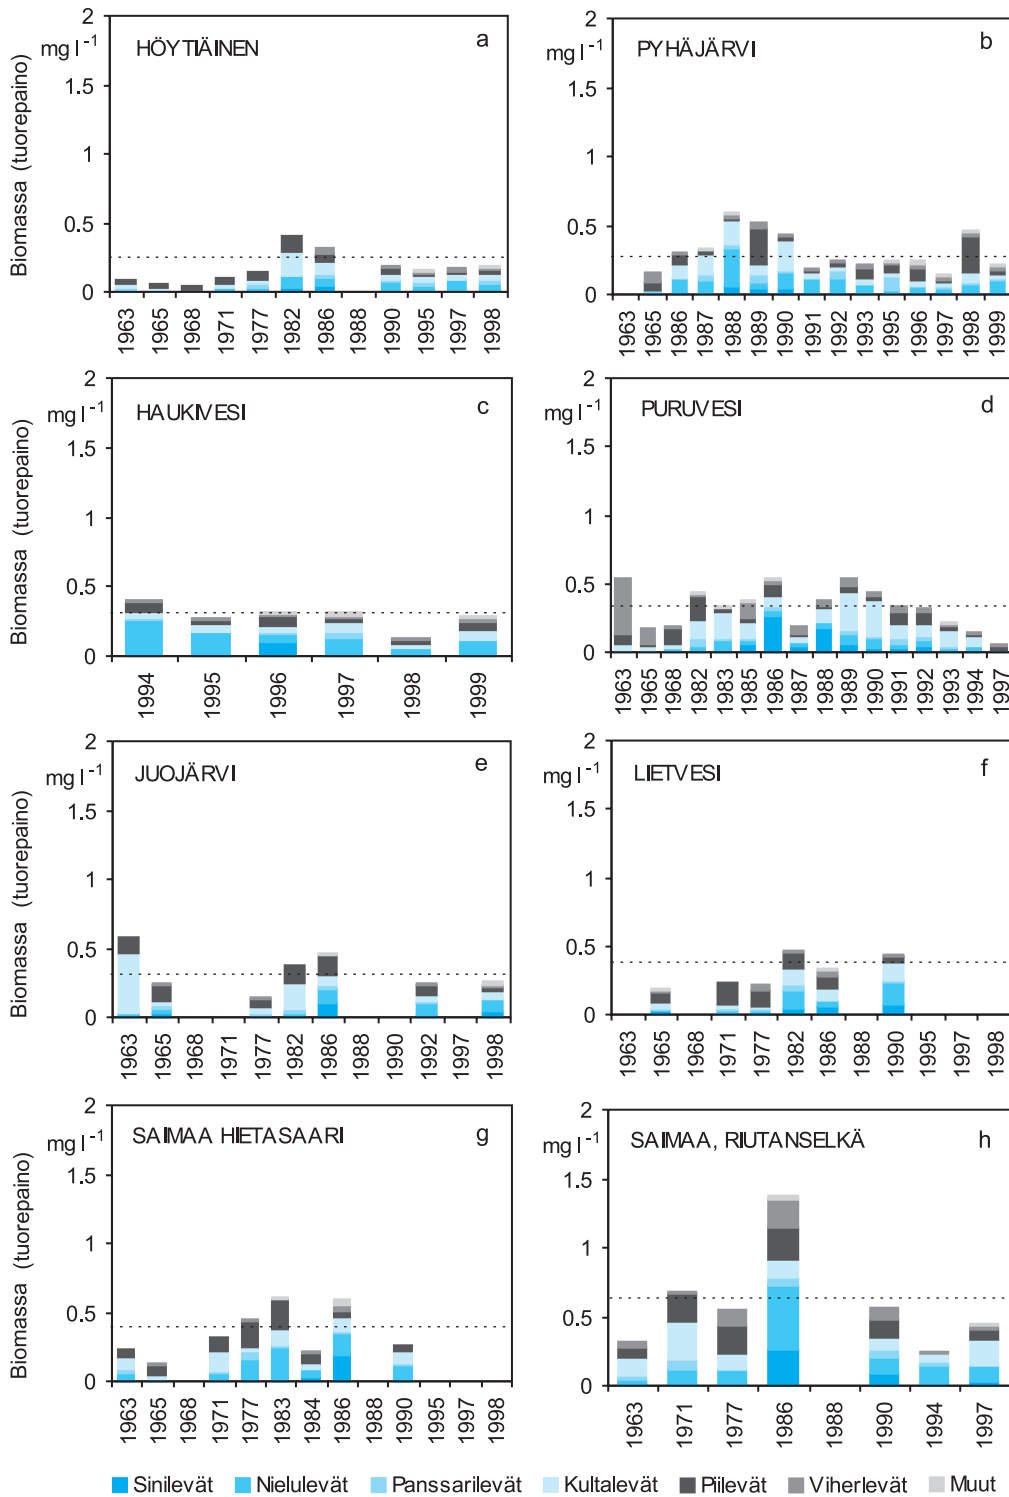 2
mg l⁻¹
HÖYTIÄINEN
a
1.5
1
0.5
0
Biomassa (tuorepaino)
1963 1965 1968 1971 1977 1982 1986 1988 1990 1995 1997 1998
2
mg l⁻¹
PYHÄJÄRVI
b
1.5
1
0.5
0
1963 1965 1986 1987 1988 1989 1990 1991 1992 1993 1995 1996 1997 1998 1999
2
mg l⁻¹
HAUKIVESI
c
1.5
1
0.5
0
Biomassa (tuorepaino)
1994 1995 1996 1997 1998 1999
2
mg l⁻¹
PURUVESI
d
1.5
1
0.5
0
1963 1965 1968 1982 1983 1985 1986 1987 1988 1989 1990 1991 1992 1993 1994 1997
2
mg l⁻¹
JUOJÄRVI
e
1.5
1
0.5
0
Biomassa (tuorepaino)
1963 1965 1968 1971 1977 1982 1986 1988 1990 1992 1997 1998
2
mg l⁻¹
LIETVESI
f
1.5
1
0.5
0
1963 1965 1968 1971 1977 1982 1986 1988 1990 1995 1997 1998
2
mg l⁻¹
SAIMAA HIETASAARI
g
1.5
1
0.5
0
Biomassa (tuorepaino)
1963 1965 1968 1971 1977 1983 1984 1986 1988 1990 1995 1997 1998
2
mg l⁻¹
SAIMAA, RIUTANSELKÄ
h
1.5
1
0.5
0
1963 1971 1977 1986 1988 1990 1994 1997
Sinilevät Nielulevät Panssarilevät Kultalevät Piilevät Viherlevät Muut